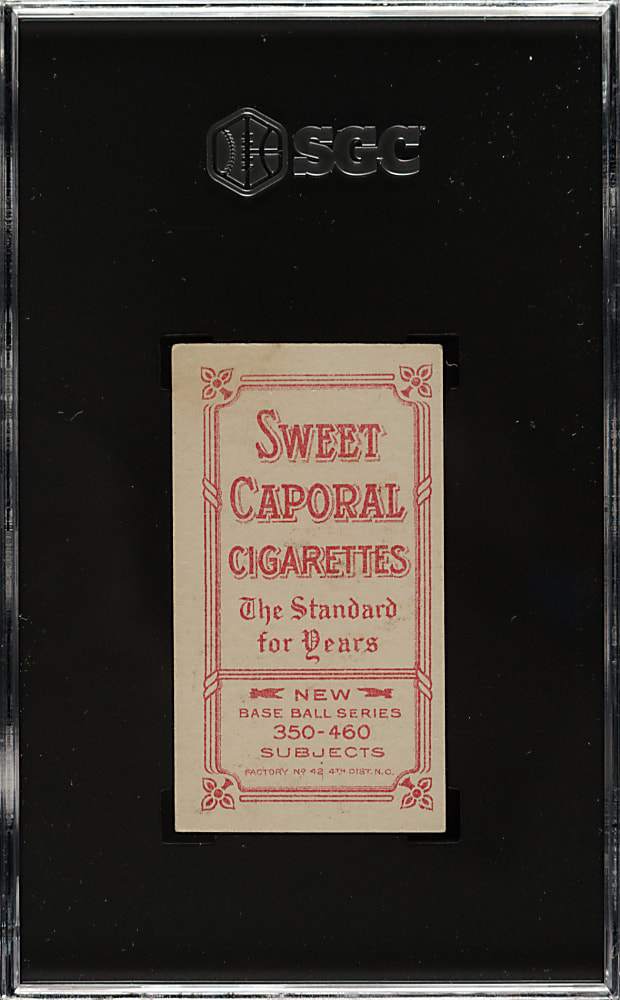 SGC
SWEET
CAPORAL
CIGARETTES
The Standard
for Years
NEW
BASE BALL SERIES
350-460
SUBJECTS
FACTORY Nº 42 4TH DIST. N.C.